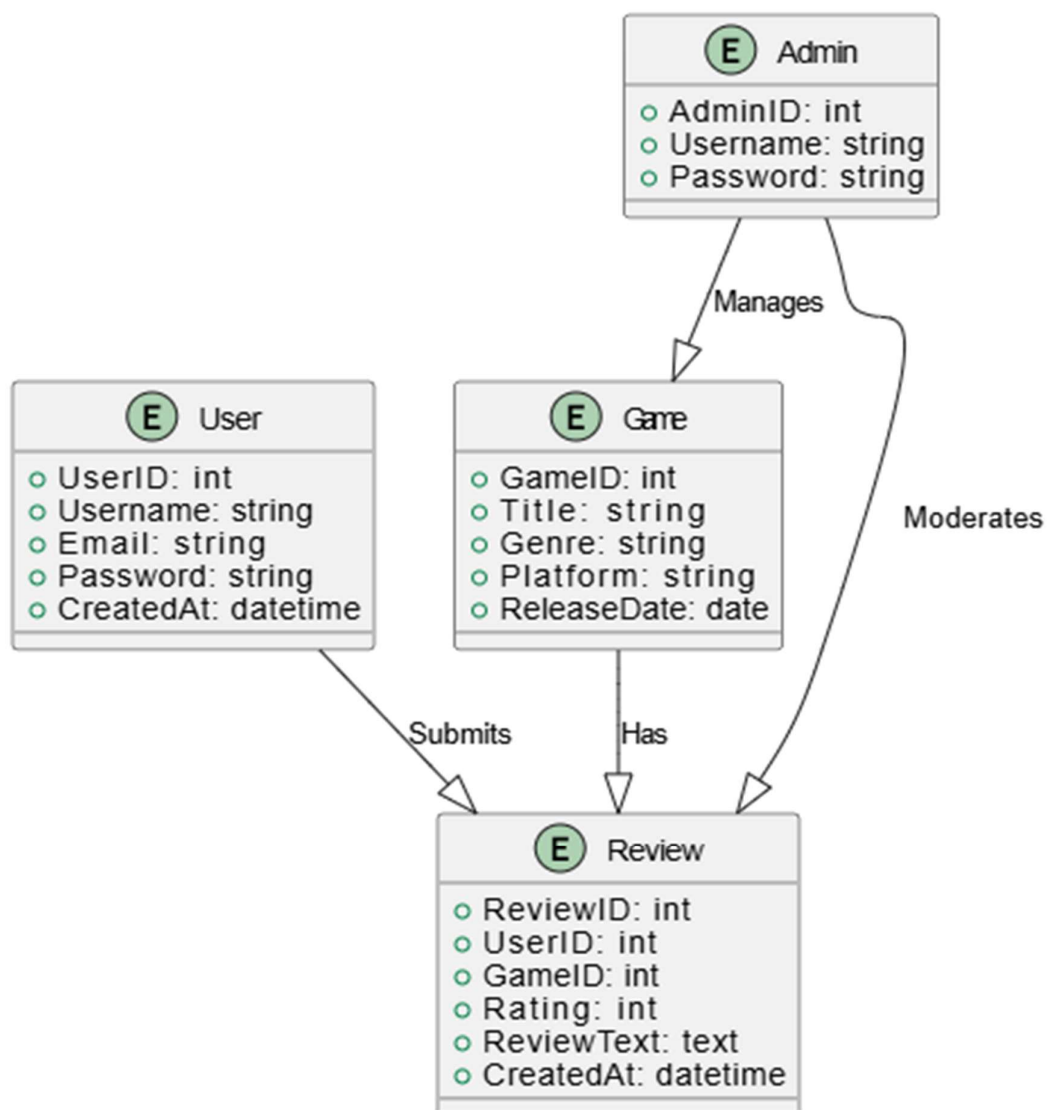 E Admin
AdminID: int
Username: string
Password: string
Manages
E User
UserID: int
Username: string
Email: string
Password: string
CreatedAt: datetime
E Game
GameID: int
Title: string
Genre: string
Platform: string
ReleaseDate: date
Moderates
Submits
Has
E Review
ReviewID: int
UserID: int
GameID: int
Rating: int
ReviewText: text
CreatedAt: datetime